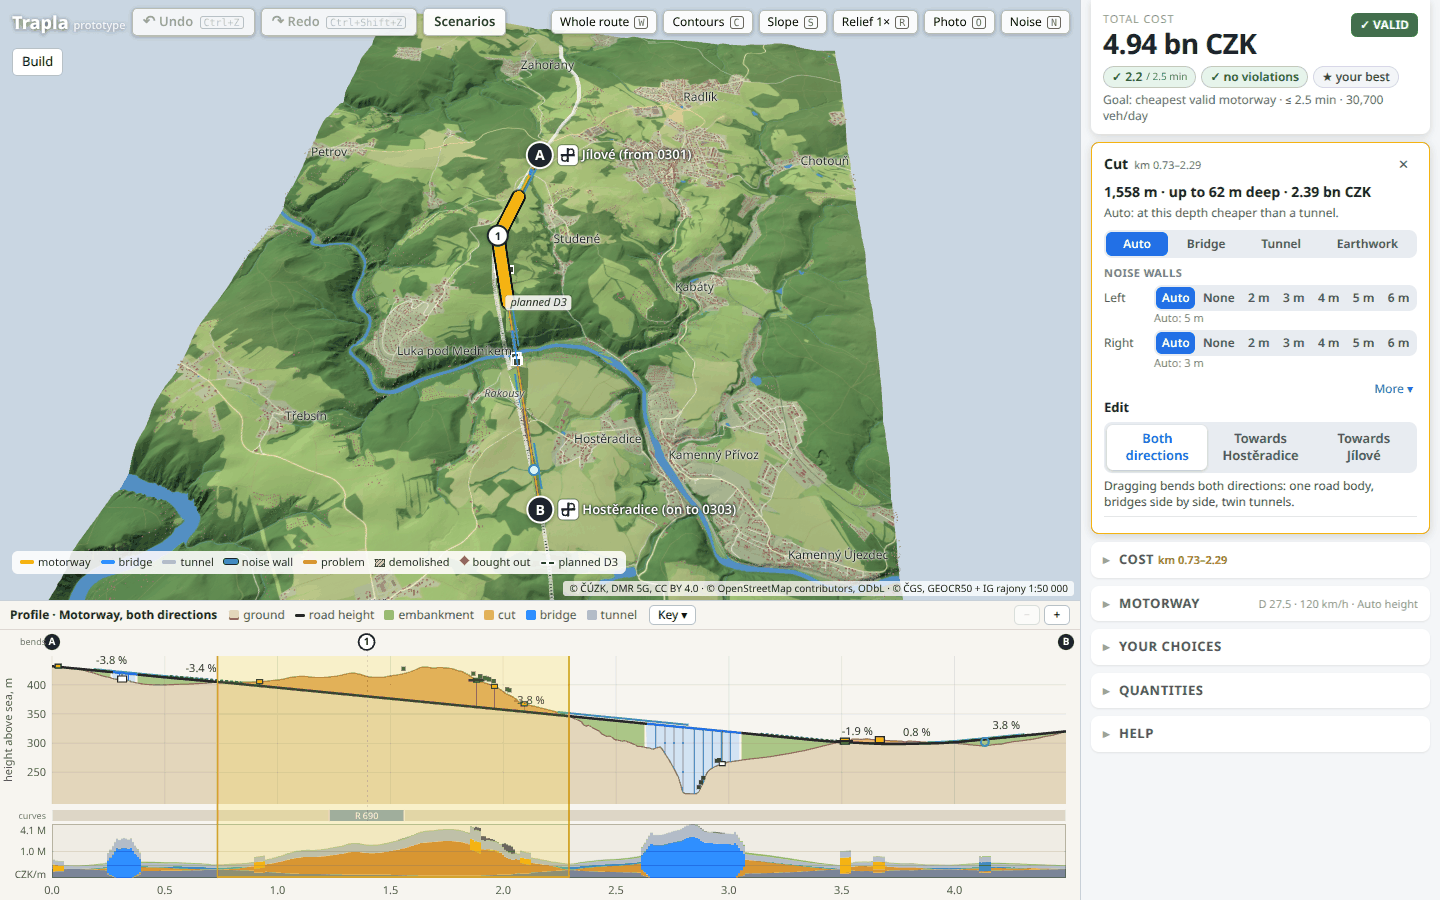 Trapla prototype
↶ Undo Ctrl+Z
↷ Redo Ctrl+Shift+Z
Scenarios
Whole route W
Contours C
Slope S
Relief 1× R
Photo O
Noise N
Build
Zahořany
Radlík
Petrov
A Jílové (from 0301)
Chotouň
1
Studené
Kabáty
planned D3
Luka pod Medníkem
Rakousy
Třebsín
Hostěradice
Kamenný Přívoz
B Hostěradice (on to 0303)
Kamenný Újezdec
motorway bridge tunnel noise wall problem demolished bought out planned D3
© ČÚZK, DMR 5G, CC BY 4.0 · © OpenStreetMap contributors, ODbL · © ČGS, GEOCR50 + IG rajony 1:50 000
Profile · Motorway, both directions ground road height embankment cut bridge tunnel Key ▾ − +
bends A 1 B
height above sea, m
400
350
300
250
-3.8 %
-3.4 %
-3.8 %
-1.9 %
0.8 %
3.8 %
curves R 690
4.1 M
1.0 M
CZK/m
0.0 0.5 1.0 1.5 2.0 2.5 3.0 3.5 4.0
TOTAL COST
✓ VALID
4.94 bn CZK
✓ 2.2 / 2.5 min ✓ no violations ★ your best
Goal: cheapest valid motorway · ≤ 2.5 min · 30,700
veh/day
Cut km 0.73–2.29 ✕
1,558 m · up to 62 m deep · 2.39 bn CZK
Auto: at this depth cheaper than a tunnel.
Auto Bridge Tunnel Earthwork
NOISE WALLS
Left Auto None 2 m 3 m 4 m 5 m 6 m
Auto: 5 m
Right Auto None 2 m 3 m 4 m 5 m 6 m
Auto: 3 m
More ▾
Edit
Both directions
Towards Hostěradice
Towards Jílové
Dragging bends both directions: one road body,
bridges side by side, twin tunnels.
▶ COST km 0.73–2.29
▶ MOTORWAY D 27.5 · 120 km/h · Auto height
▶ YOUR CHOICES
▶ QUANTITIES
▶ HELP